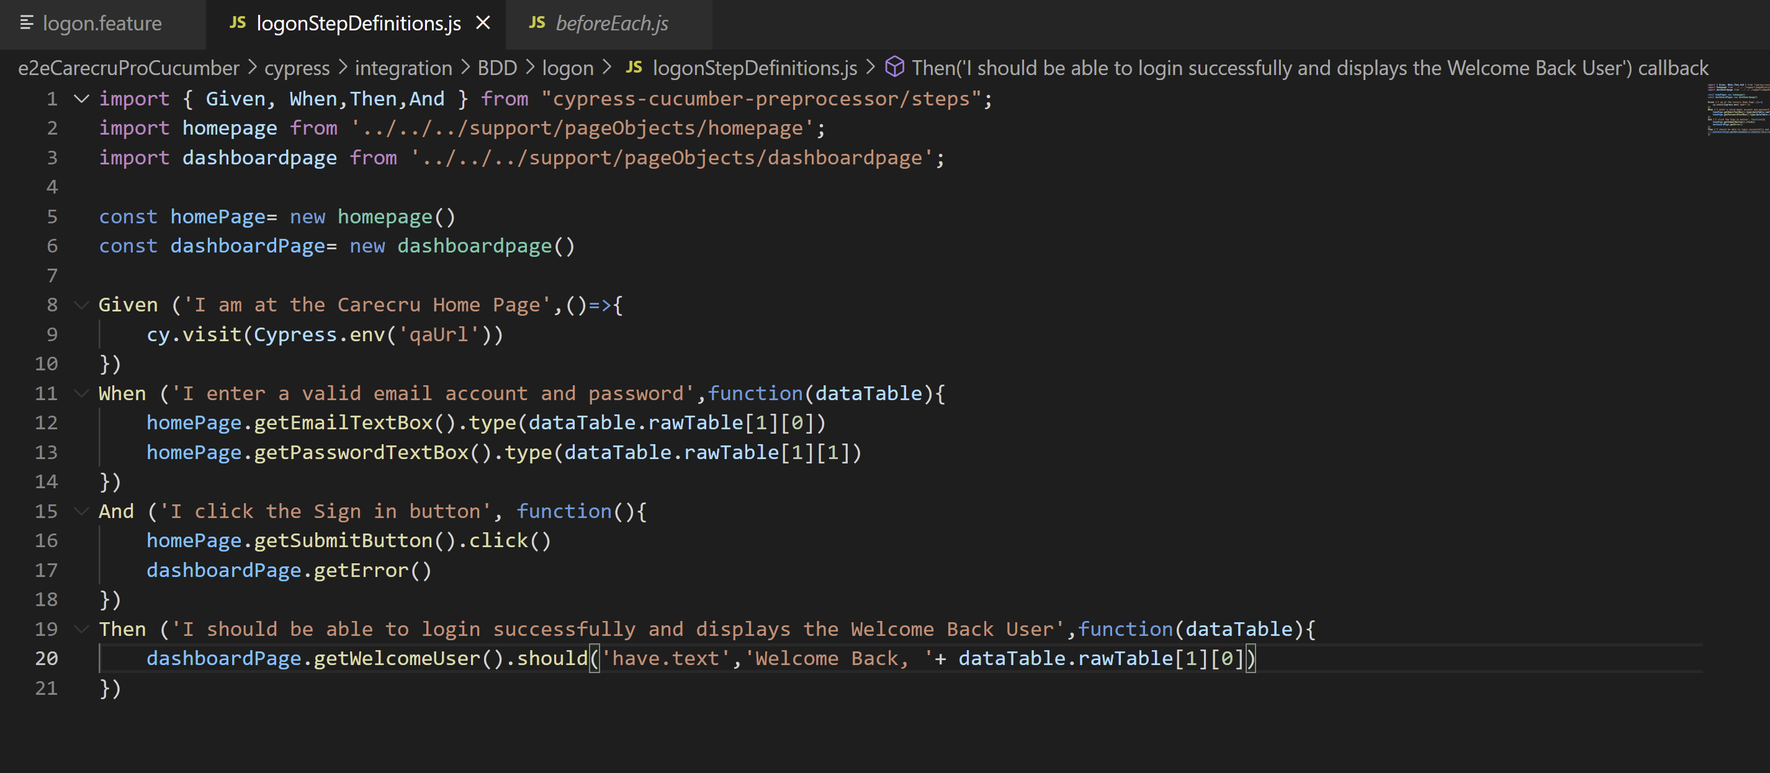 logon.feature
JS logonStepDefinitions.js ×
JS beforeEach.js
e2eCarecruProCucumber > cypress > integration > BDD > logon > JS logonStepDefinitions.js > Then('I should be able to login successfully and displays the Welcome Back User') callback
1 import { Given, When,Then,And } from "cypress-cucumber-preprocessor/steps";
2 import homepage from '../../../support/pageObjects/homepage';
3 import dashboardpage from '../../../support/pageObjects/dashboardpage';
4
5 const homePage= new homepage()
6 const dashboardPage= new dashboardpage()
7
8 Given ('I am at the Carecru Home Page',()=>{
9     cy.visit(Cypress.env('qaUrl'))
10 })
11 When ('I enter a valid email account and password',function(dataTable){
12     homePage.getEmailTextBox().type(dataTable.rawTable[1][0])
13     homePage.getPasswordTextBox().type(dataTable.rawTable[1][1])
14 })
15 And ('I click the Sign in button', function(){
16     homePage.getSubmitButton().click()
17     dashboardPage.getError()
18 })
19 Then ('I should be able to login successfully and displays the Welcome Back User',function(dataTable){
20     dashboardPage.getWelcomeUser().should('have.text','Welcome Back, '+ dataTable.rawTable[1][0])
21 })